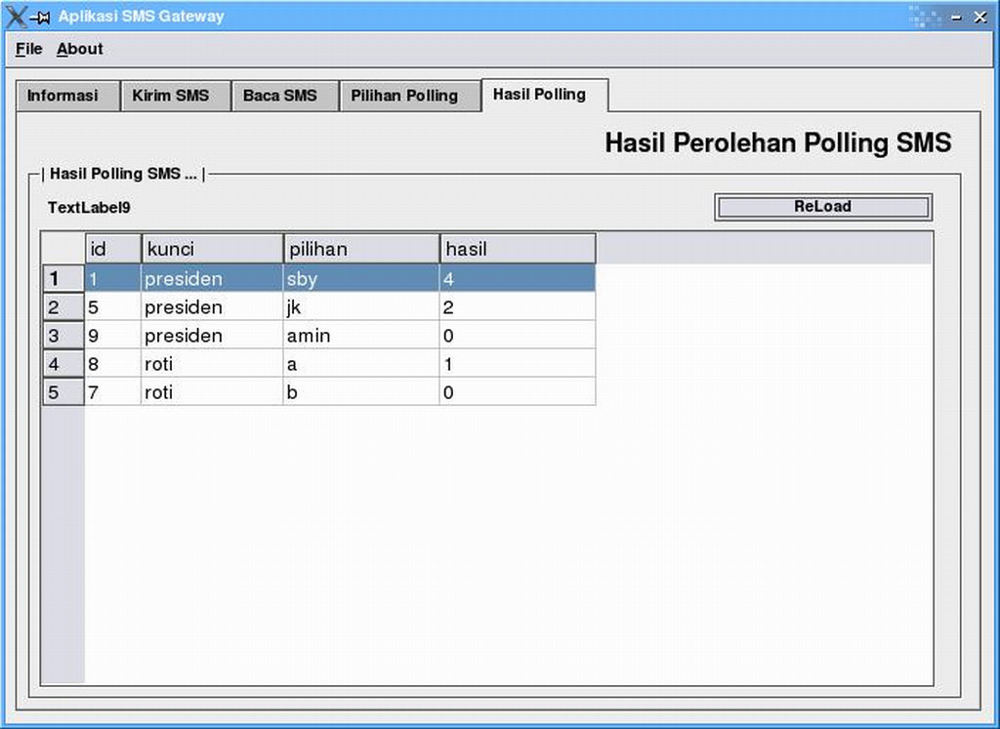 Aplikasi SMS Gateway
File About
Informasi Kirim SMS Baca SMS Pilihan Polling Hasil Polling
Hasil Perolehan Polling SMS
| Hasil Polling SMS ... |
TextLabel9 ReLoad
id kunci pilihan hasil
1 1 presiden sby 4
2 5 presiden jk 2
3 9 presiden amin 0
4 8 roti a 1
5 7 roti b 0